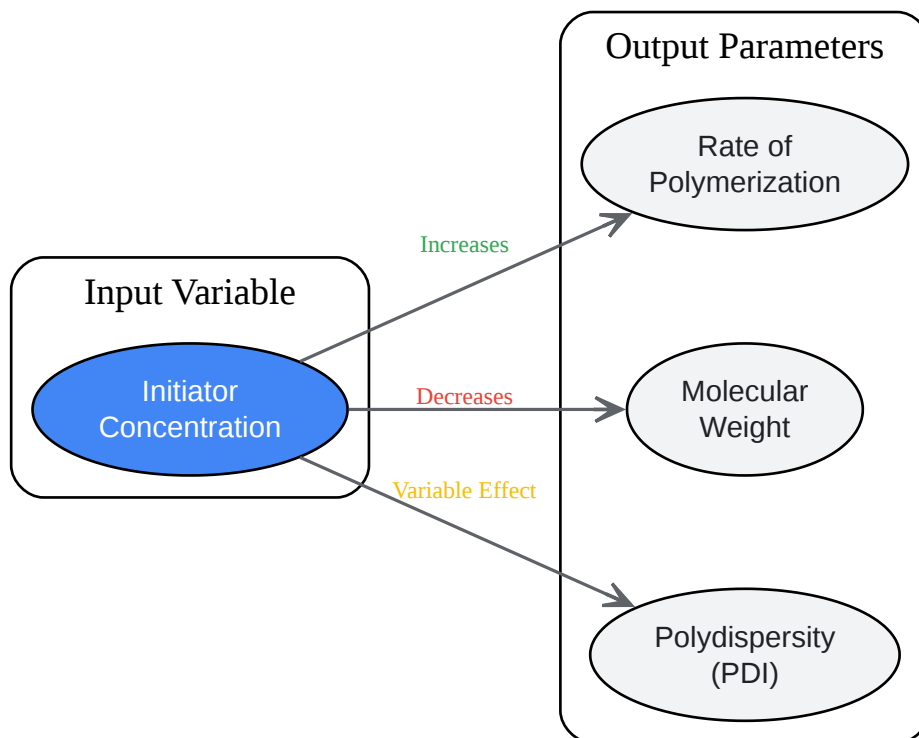 Output Parameters
Rate of
Polymerization
Increases
Input Variable
Initiator
Concentration
Decreases
Molecular
Weight
Variable Effect
Polydispersity
(PDI)